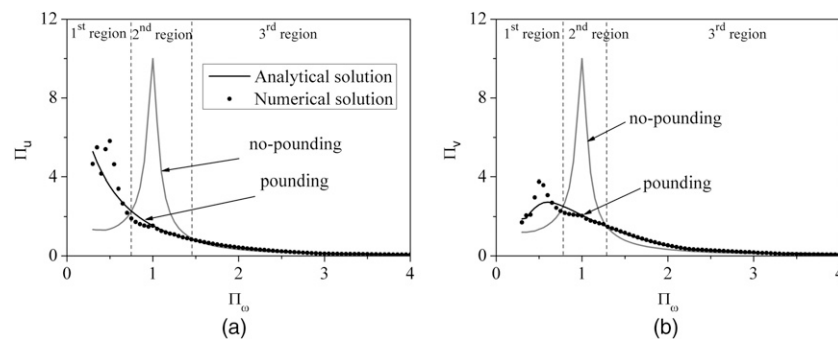 12
1st region
2nd region
3rd region
Analytical solution
Numerical solution
8
no-pounding
pounding
4
0
0
1
2
3
4
Πu
Πω
(a)
12
1st region
2nd region
3rd region
8
no-pounding
pounding
4
0
0
1
2
3
4
Πv
Πω
(b)